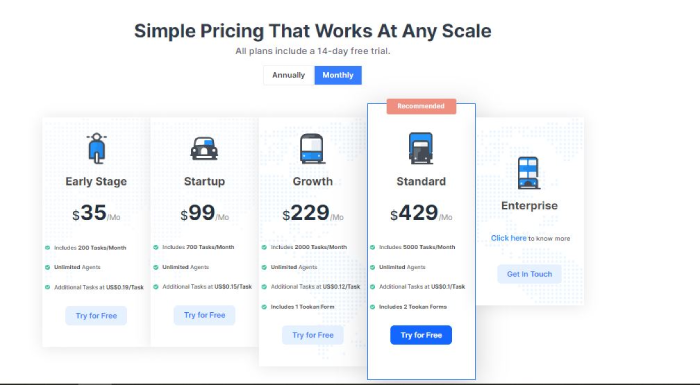 Simple Pricing That Works At Any Scale
All plans include a 14-day free trial.
Annually
Monthly
Early Stage
$35/Mo
Includes 200 Tasks/Month
Unlimited Agents
Additional Tasks at US$0.19/Task
Try for Free
Startup
$99/Mo
Includes 700 Tasks/Month
Unlimited Agents
Additional Tasks at US$0.15/Task
Try for Free
Growth
$229/Mo
Includes 2000 Tasks/Month
Unlimited Agents
Additional Tasks at US$0.12/Task
Includes 1 Tookan Form
Try for Free
Recommended
Standard
$429/Mo
Includes 5000 Tasks/Month
Unlimited Agents
Additional Tasks at US$0.1/Task
Includes 2 Tookan Forms
Try for Free
Enterprise
Click here to know more
Get In Touch